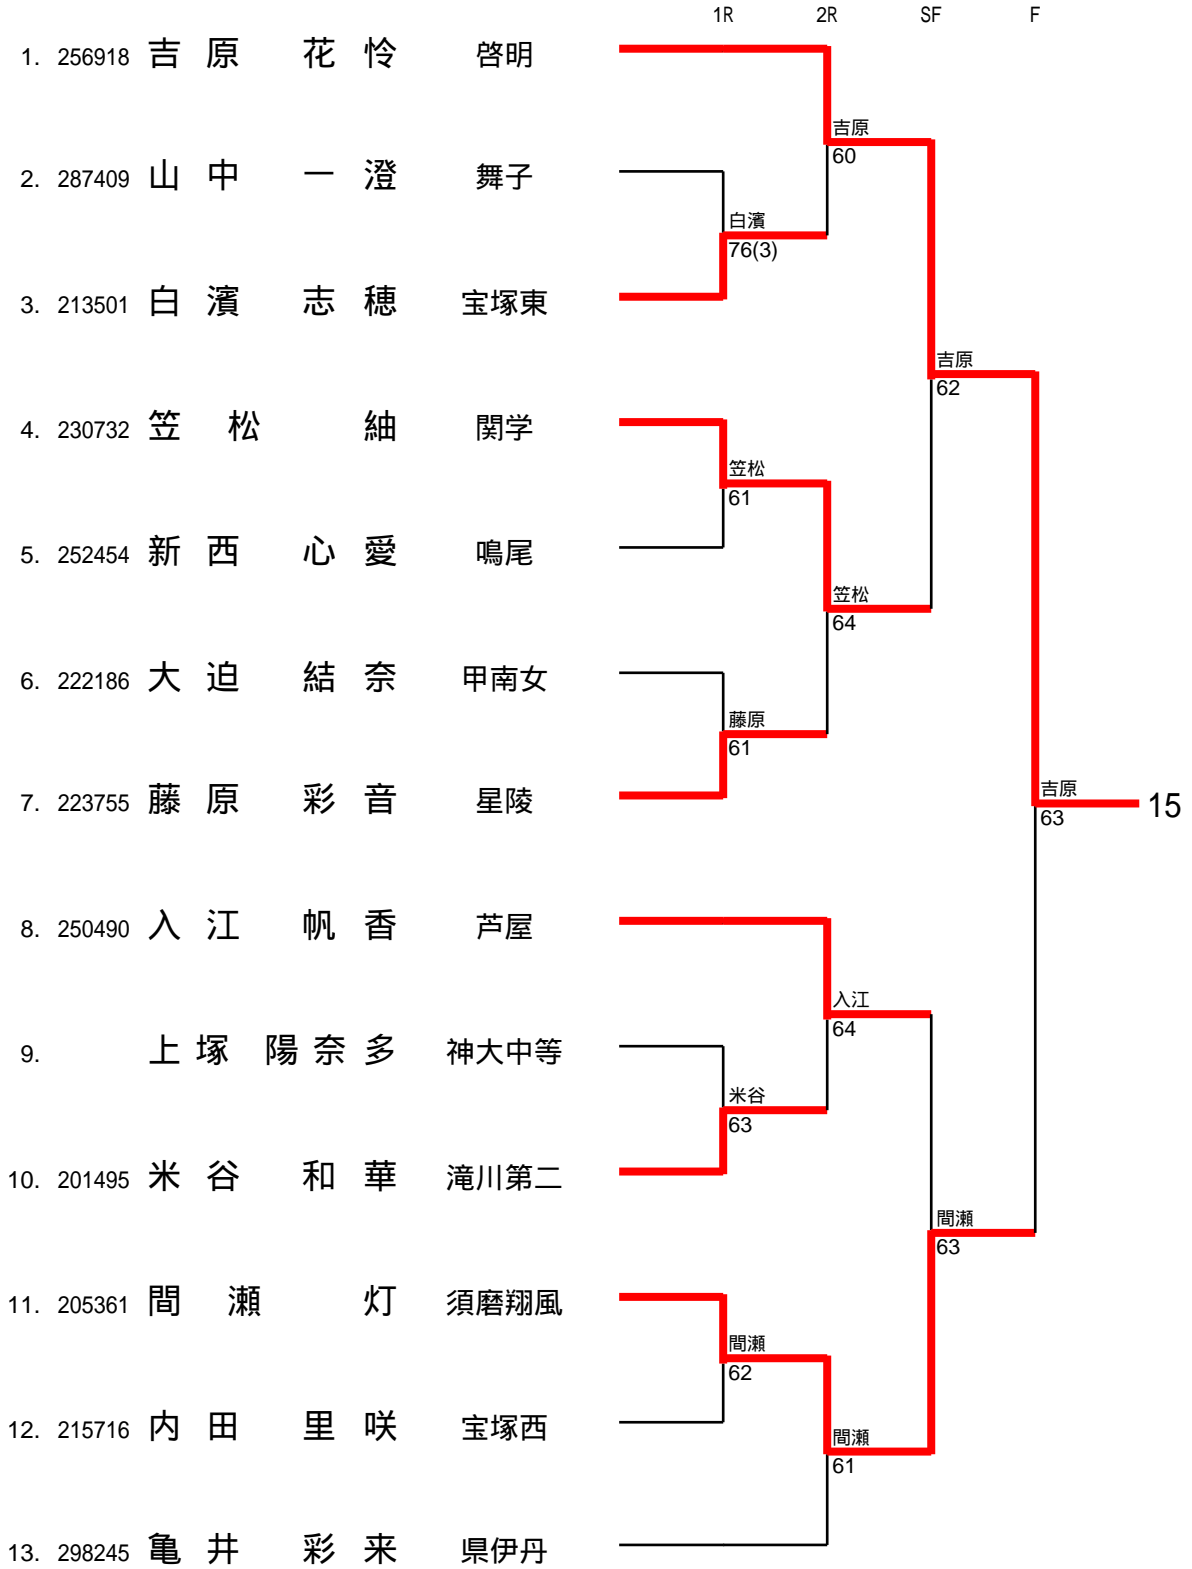 1R 2R SF F
1. 256918 吉原 花怜 啓明
吉原
60
2. 287409 山中 一澄 舞子
白濱
76(3)
3. 213501 白濱 志穂 宝塚東
吉原
62
4. 230732 笠松 紬 関学
笠松
61
5. 252454 新西 心愛 鳴尾
笠松
64
6. 222186 大迫 結奈 甲南女
藤原
61
7. 223755 藤原 彩音 星陵
吉原
63
15
8. 250490 入江 帆香 芦屋
入江
64
9. 上塚 陽奈多 神大中等
米谷
63
10. 201495 米谷 和華 滝川第二
間瀬
63
11. 205361 間瀬 灯 須磨翔風
間瀬
62
12. 215716 内田 里咲 宝塚西
間瀬
61
13. 298245 亀井 彩来 県伊丹